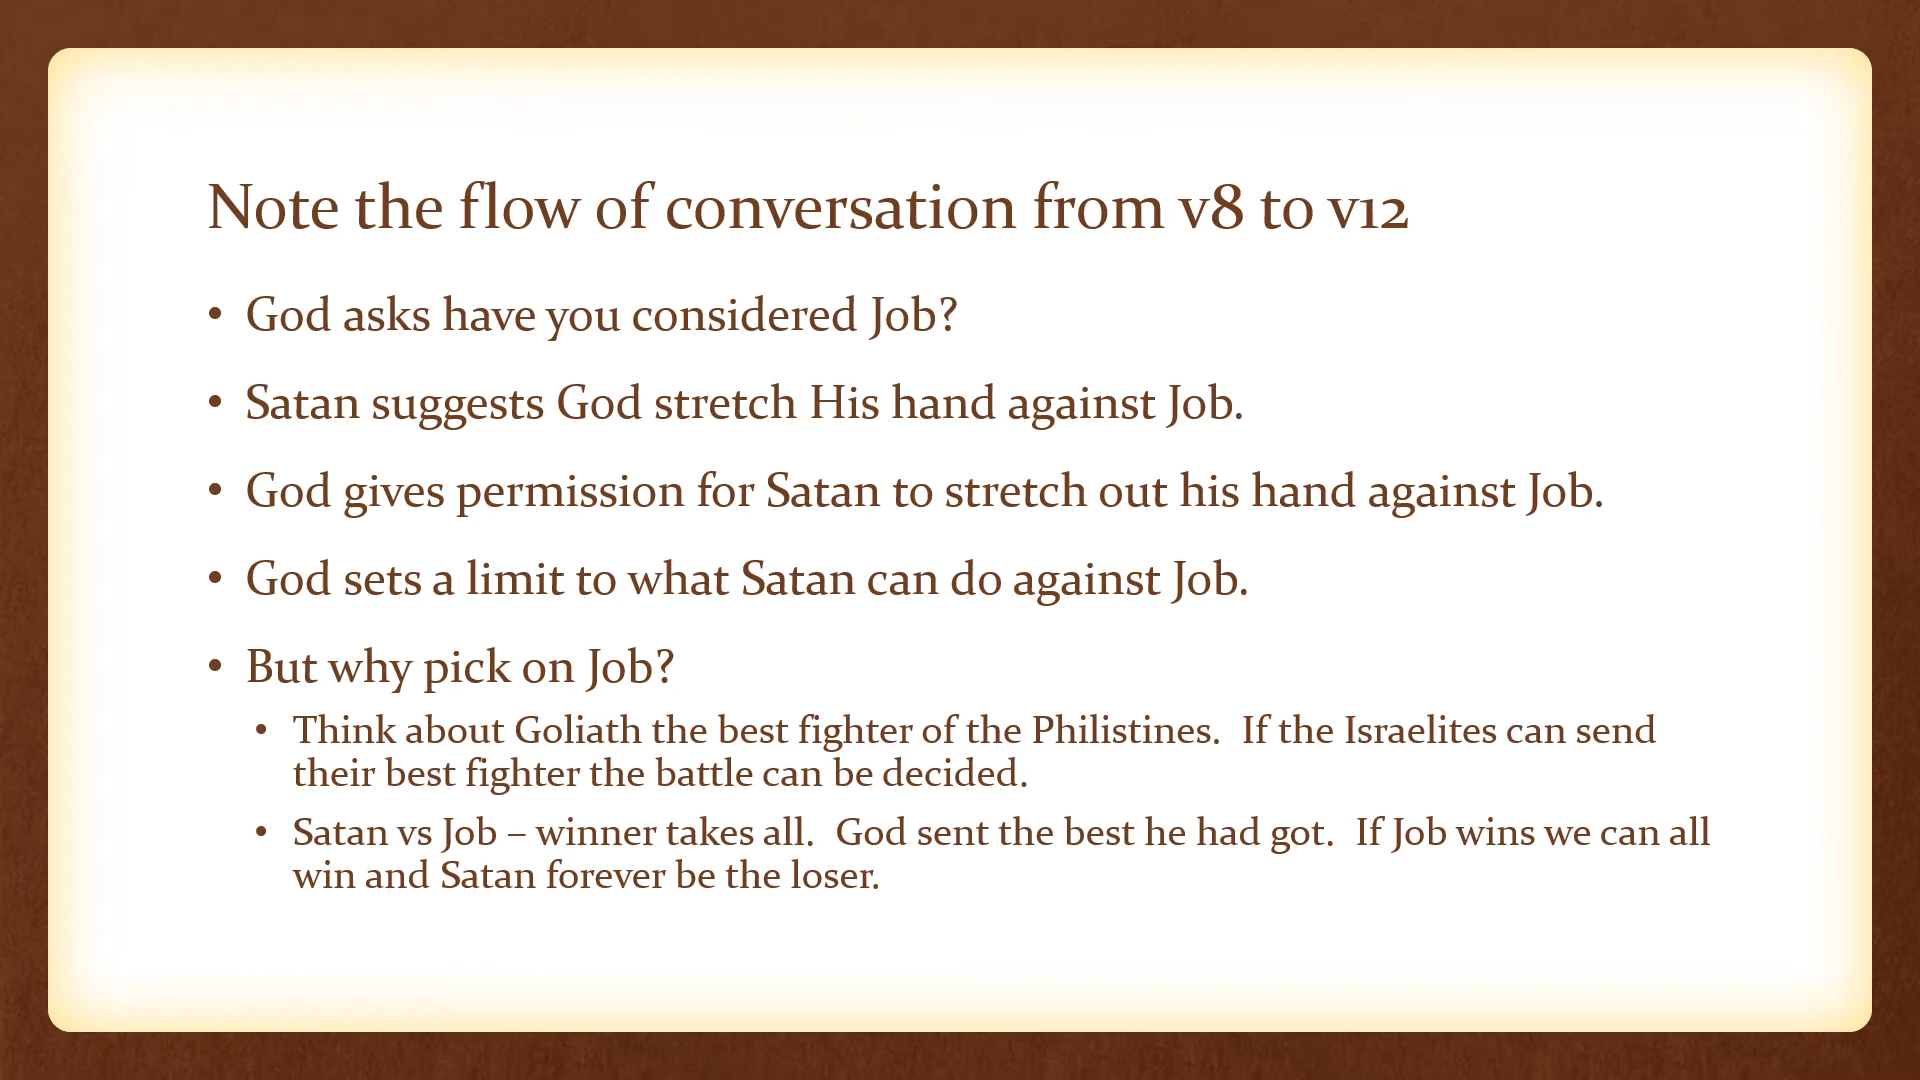 Note the flow of conversation from v8 to v12
• God asks have you considered Job?
• Satan suggests God stretch His hand against Job.
• God gives permission for Satan to stretch out his hand against Job.
• God sets a limit to what Satan can do against Job.
• But why pick on Job?
• Think about Goliath the best fighter of the Philistines.  If the Israelites can send
their best fighter the battle can be decided.
• Satan vs Job – winner takes all.  God sent the best he had got.  If Job wins we can all
win and Satan forever be the loser.